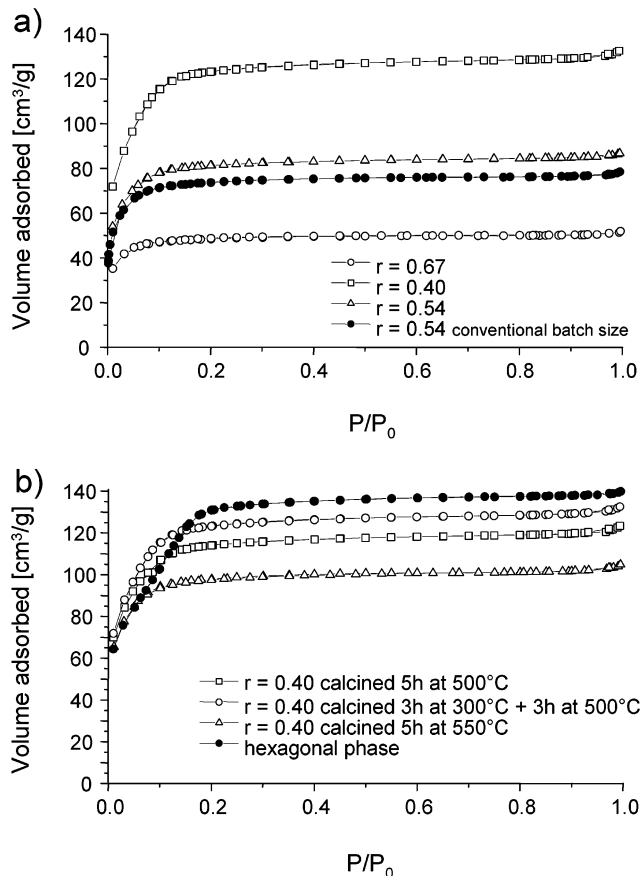 a)
Volume adsorbed [cm³/g]
140
120
100
80
60
40
20
0
r = 0.67
r = 0.40
r = 0.54
r = 0.54 conventional batch size
0.0 0.2 0.4 0.6 0.8 1.0
P/P₀
b)
Volume adsorbed [cm³/g]
140
120
100
80
60
40
20
0
r = 0.40 calcined 5h at 500°C
r = 0.40 calcined 3h at 300°C + 3h at 500°C
r = 0.40 calcined 5h at 550°C
hexagonal phase
0.0 0.2 0.4 0.6 0.8 1.0
P/P₀